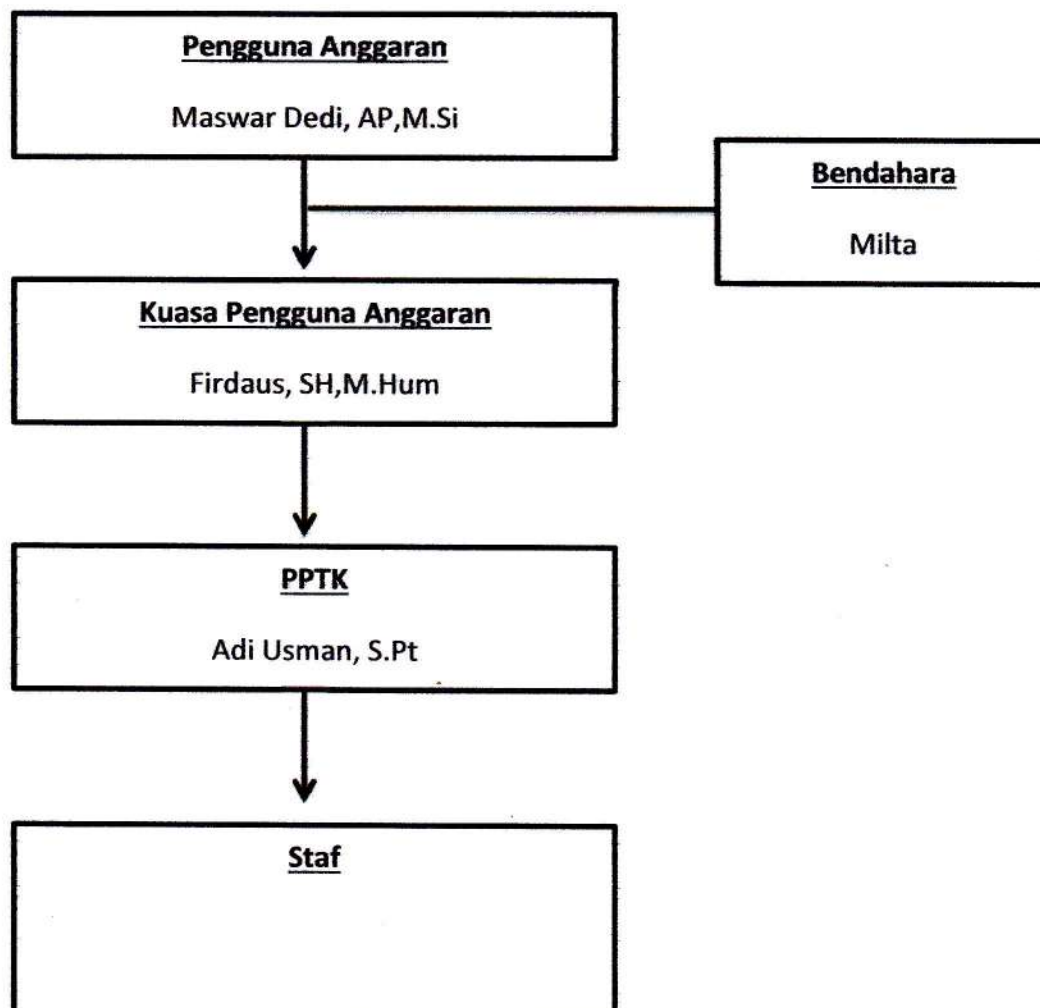 Pengguna Anggaran
Maswar Dedi, AP,M.Si
Bendahara
Milta
Kuasa Pengguna Anggaran
Firdaus, SH,M.Hum
PPTK
Adi Usman, S.Pt
Staf